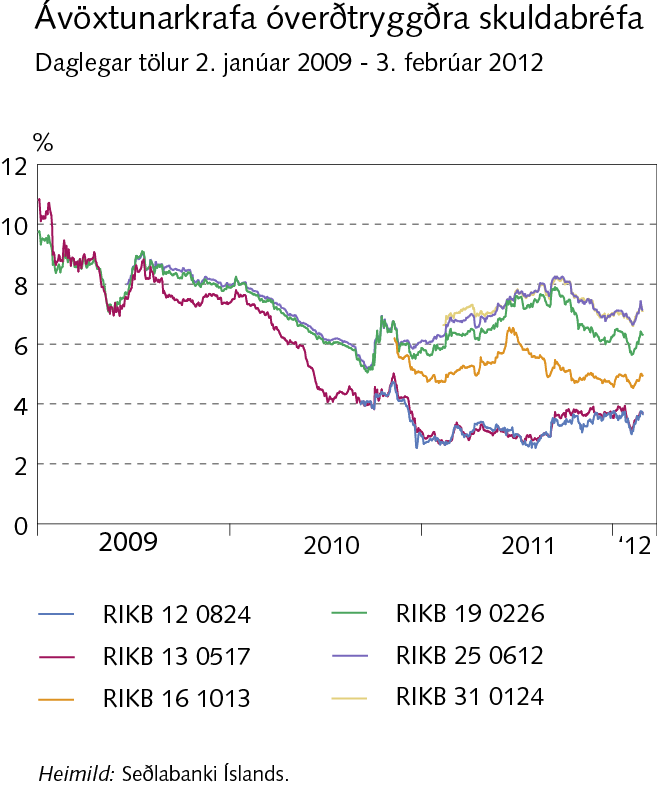 Ávöxtunarkrafa óverðtryggðra skuldabréfa
Daglegar tölur 2. janúar 2009 - 3. febrúar 2012
%
12
10
8
6
4
2
0
2009 2010 2011 '12
RIKB 12 0824
RIKB 13 0517
RIKB 16 1013
RIKB 19 0226
RIKB 25 0612
RIKB 31 0124
Heimild: Seðlabanki Íslands.